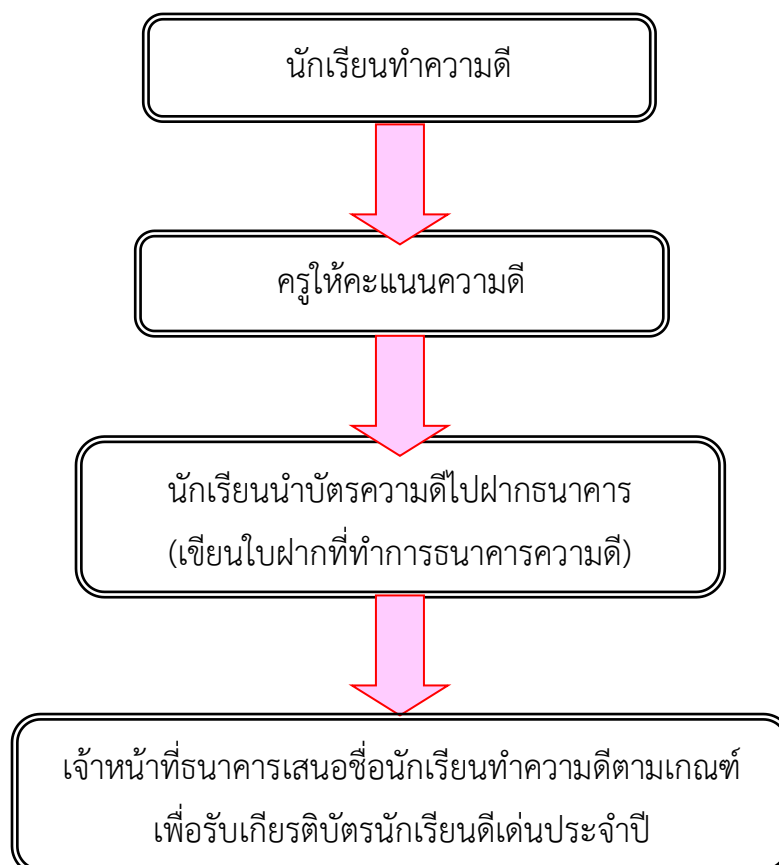 นักเรียนทำความดี
ครูให้คะแนนความดี
นักเรียนนำบัตรความดีไปฝากธนาคาร
(เขียนใบฝากที่ทำการธนาคารความดี)
เจ้าหน้าที่ธนาคารเสนอชื่อนักเรียนทำความดีตามเกณฑ์
เพื่อรับเกียรติบัตรนักเรียนดีเด่นประจำปี